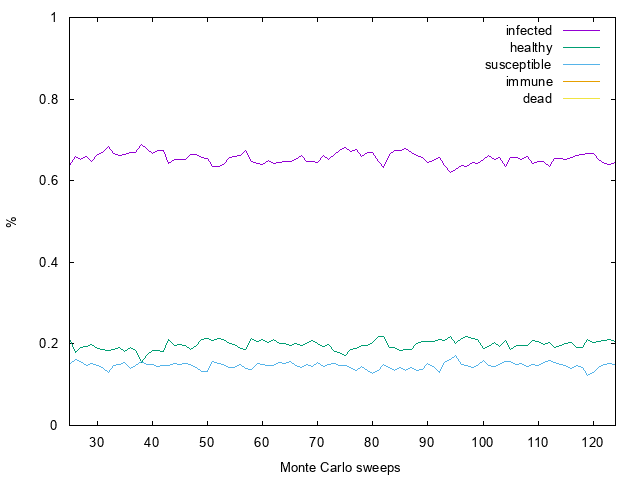 1
0.8
0.6
0.4
0.2
0
%
30 40 50 60 70 80 90 100 110 120
Monte Carlo sweeps
infected
healthy
susceptible
immune
dead